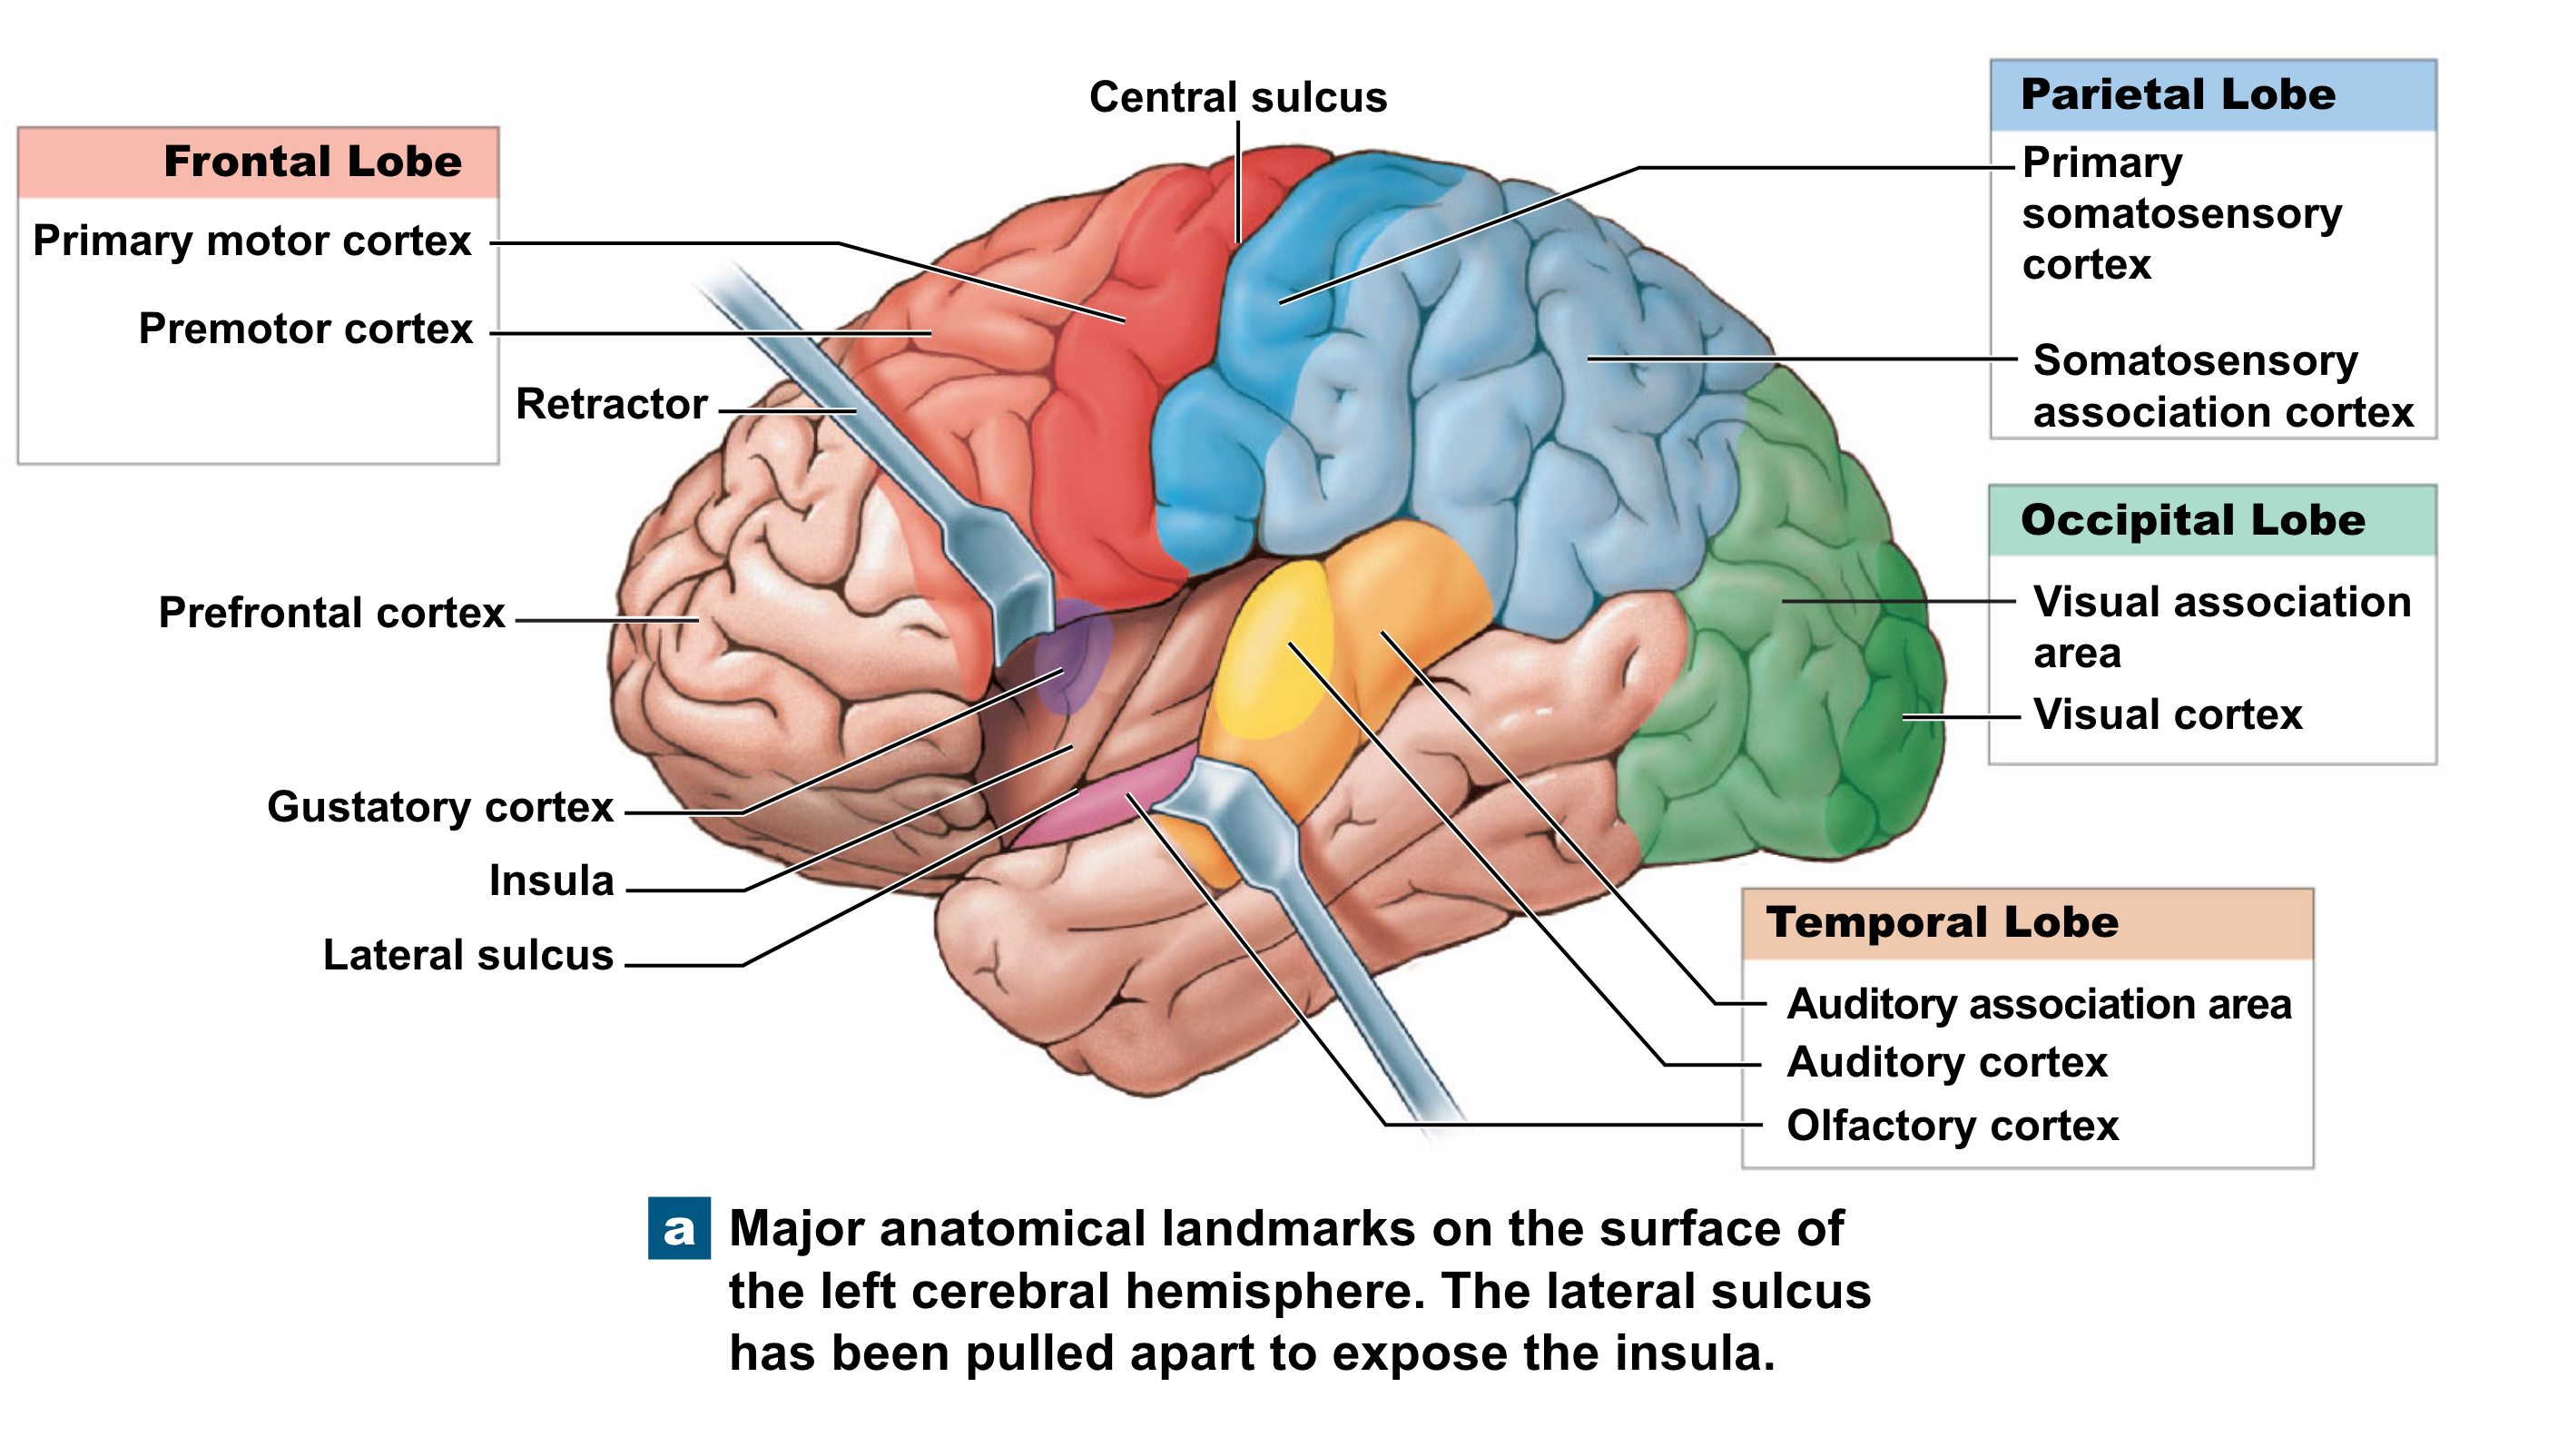 Central sulcus
Frontal Lobe
Primary motor cortex
Premotor cortex
Retractor
Prefrontal cortex
Gustatory cortex
Insula
Lateral sulcus
Parietal Lobe
Primary
somatosensory
cortex
Somatosensory
association cortex
Occipital Lobe
Visual association
area
Visual cortex
Temporal Lobe
Auditory association area
Auditory cortex
Olfactory cortex
a Major anatomical landmarks on the surface of
the left cerebral hemisphere. The lateral sulcus
has been pulled apart to expose the insula.